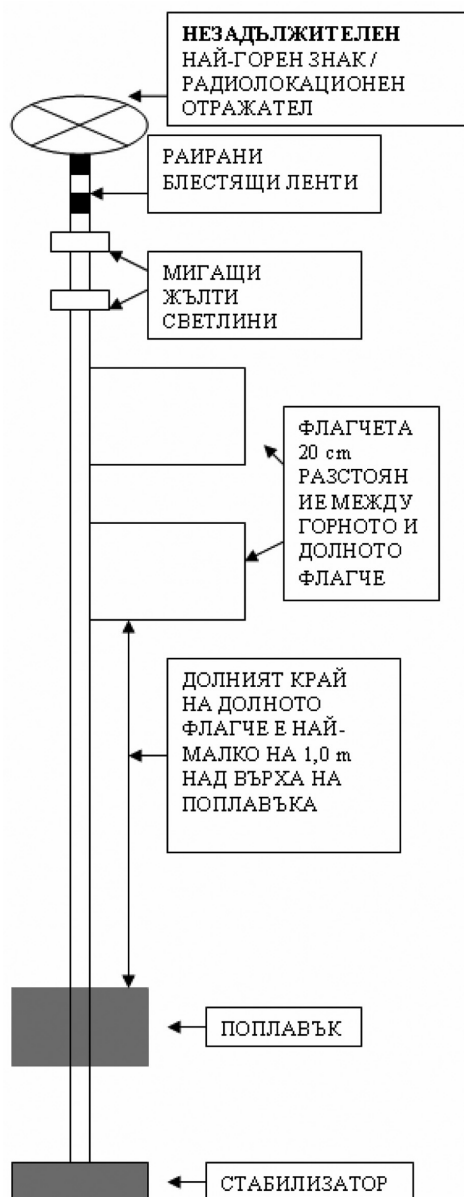 НЕЗАДЪЛЖИТЕЛЕН
НАЙ-ГОРЕН ЗНАК /
РАДИОЛОКАЦИОНЕН
ОТРАЖАТЕЛ
РАИРАНИ
БЛЕСТЯЩИ ЛЕНТИ
МИГАЩИ
ЖЪЛТИ
СВЕТЛИНИ
ФЛАГЧЕТА
20 cm
РАЗСТОЯН
ИЕ МЕЖДУ
ГОРНОТО И
ДОЛНОТО
ФЛАГЧЕ
ДОЛНИЯТ КРАЙ
НА ДОЛНОТО
ФЛАГЧЕ Е НАЙ-
МАЛКО НА 1,0 m
НАД ВЪРХА НА
ПОПЛАВЪКА
ПОПЛАВЪК
СТАБИЛИЗАТОР